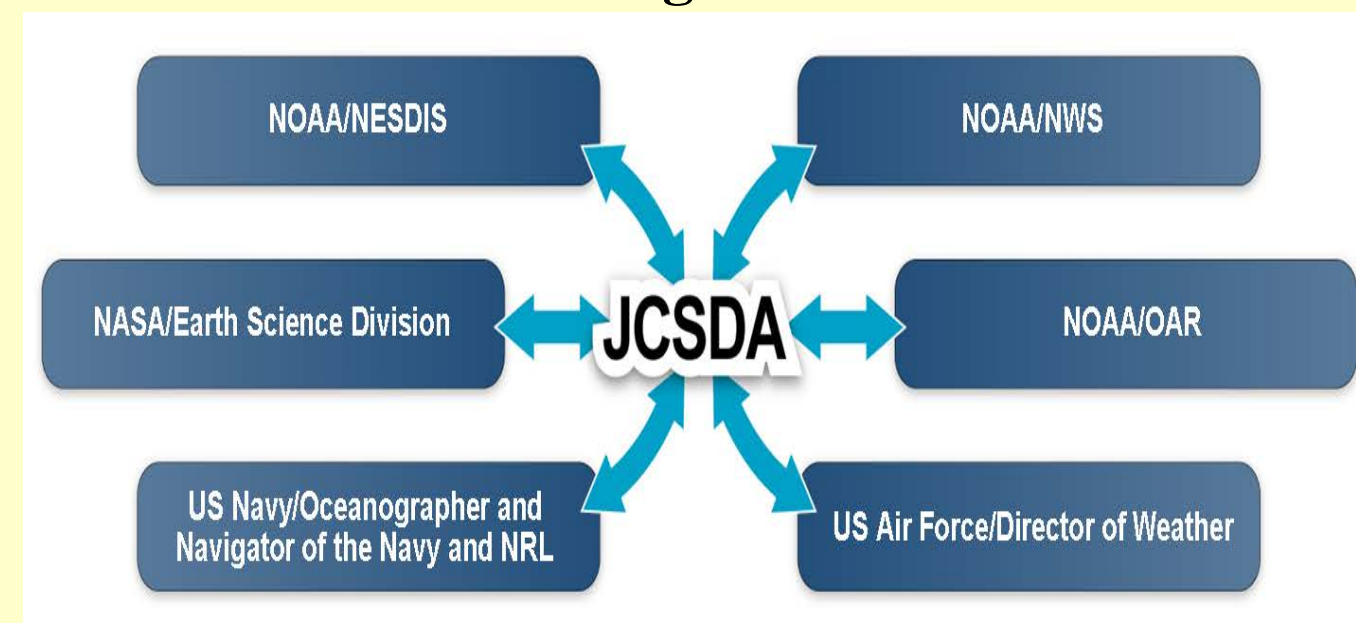 NOAA/NESDIS
NOAA/NWS
NASA/Earth Science Division
JCSDA
NOAA/OAR
US Navy/Oceanographer and
Navigator of the Navy and NRL
US Air Force/Director of Weather